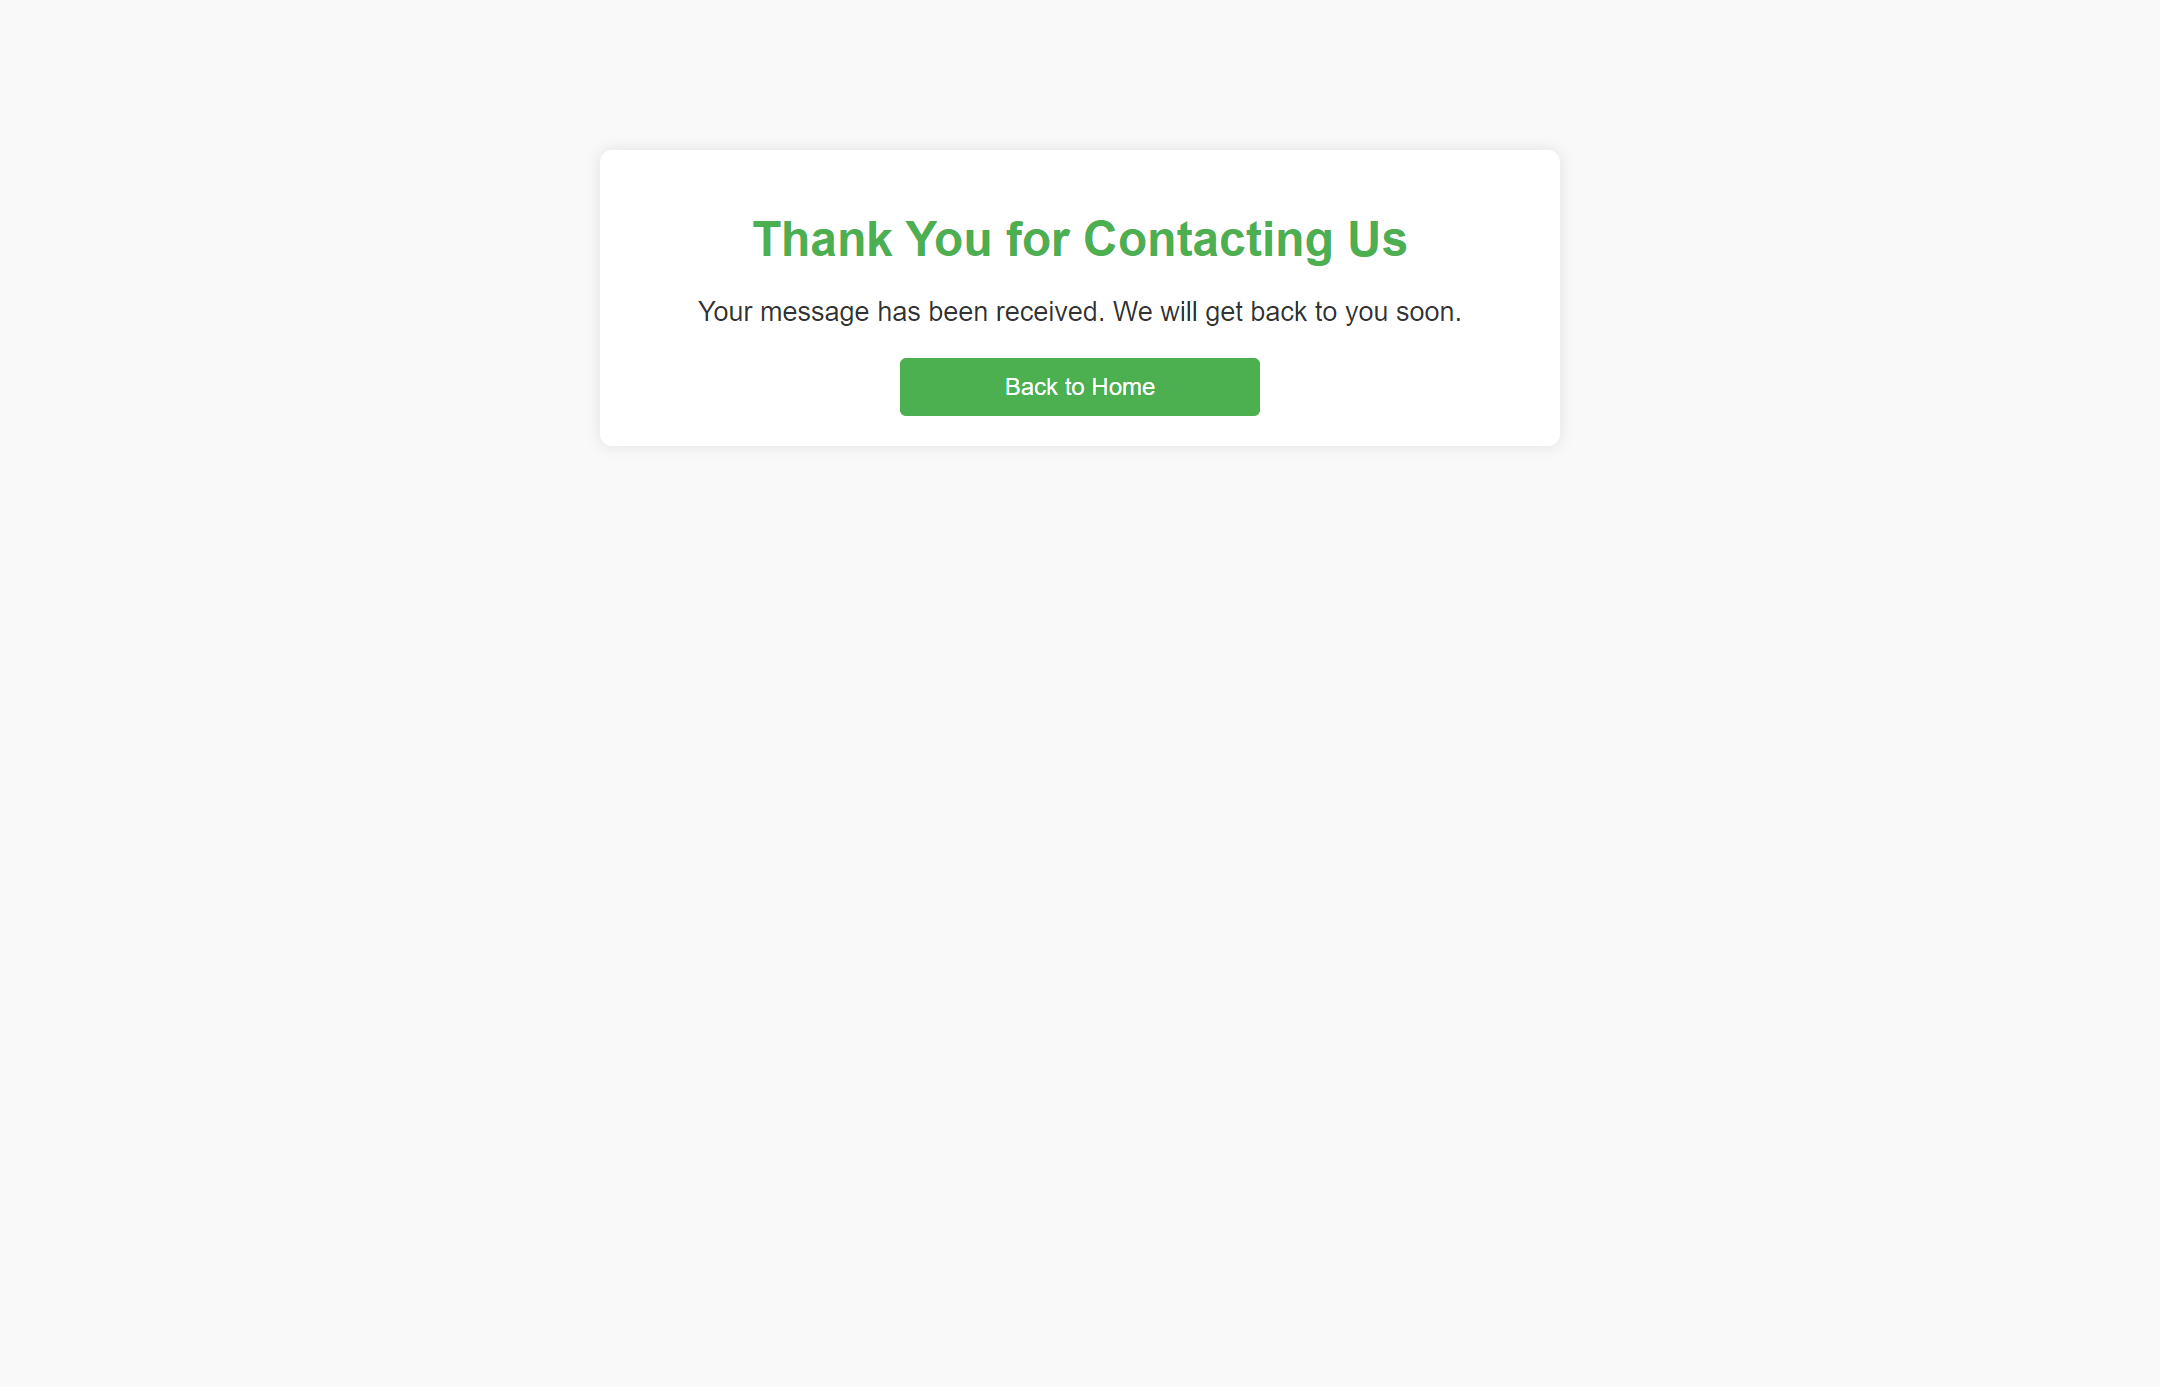 Thank You for Contacting Us
Your message has been received. We will get back to you soon.
Back to Home